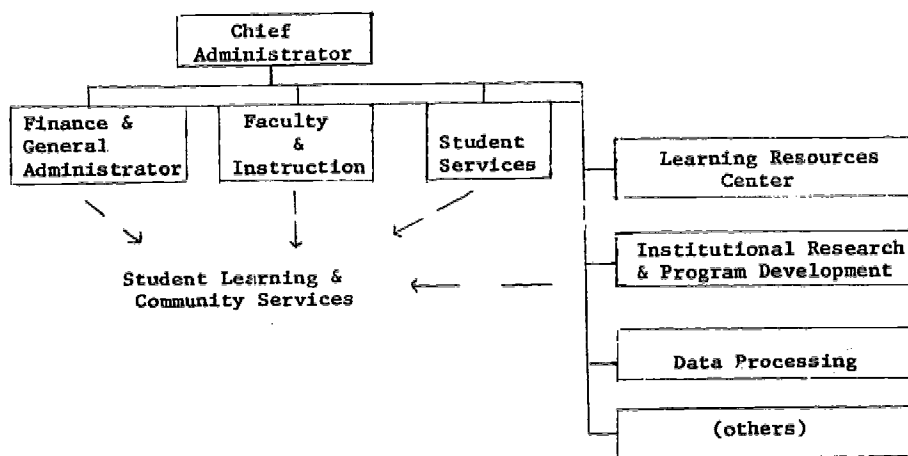 Chief
Administrator
Finance &
General
Administrator
Faculty
&
Instruction
Student
Services
Learning Resources
Center
Institutional Research
& Program Development
Student Learning &
Community Services
Data Processing
(others)